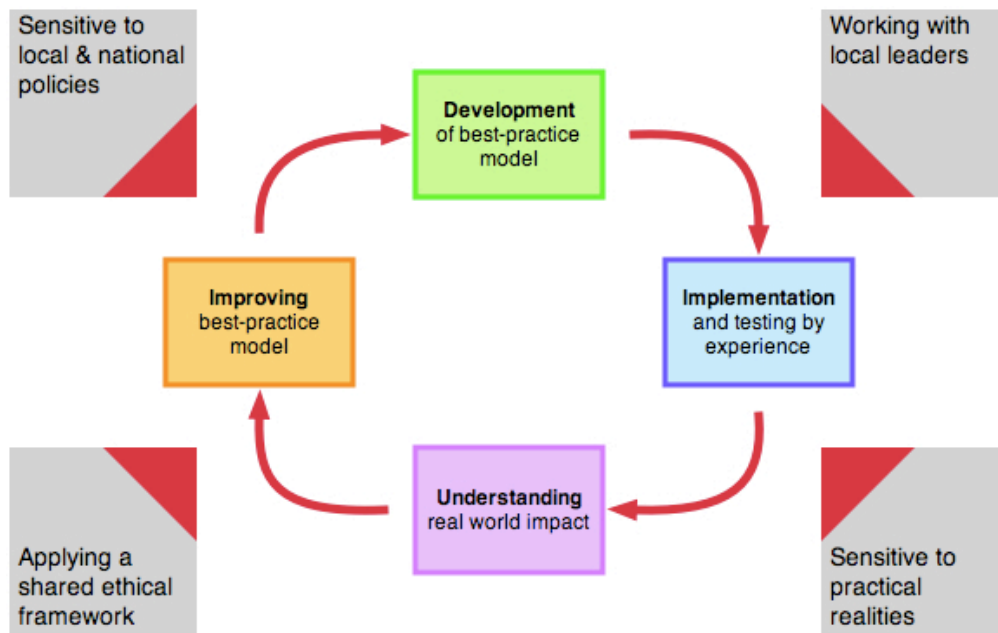 Sensitive to
local & national
policies
Working with
local leaders
Development
of best-practice
model
Improving
best-practice
model
Implementation
and testing by
experience
Understanding
real world impact
Applying a
shared ethical
framework
Sensitive to
practical
realities